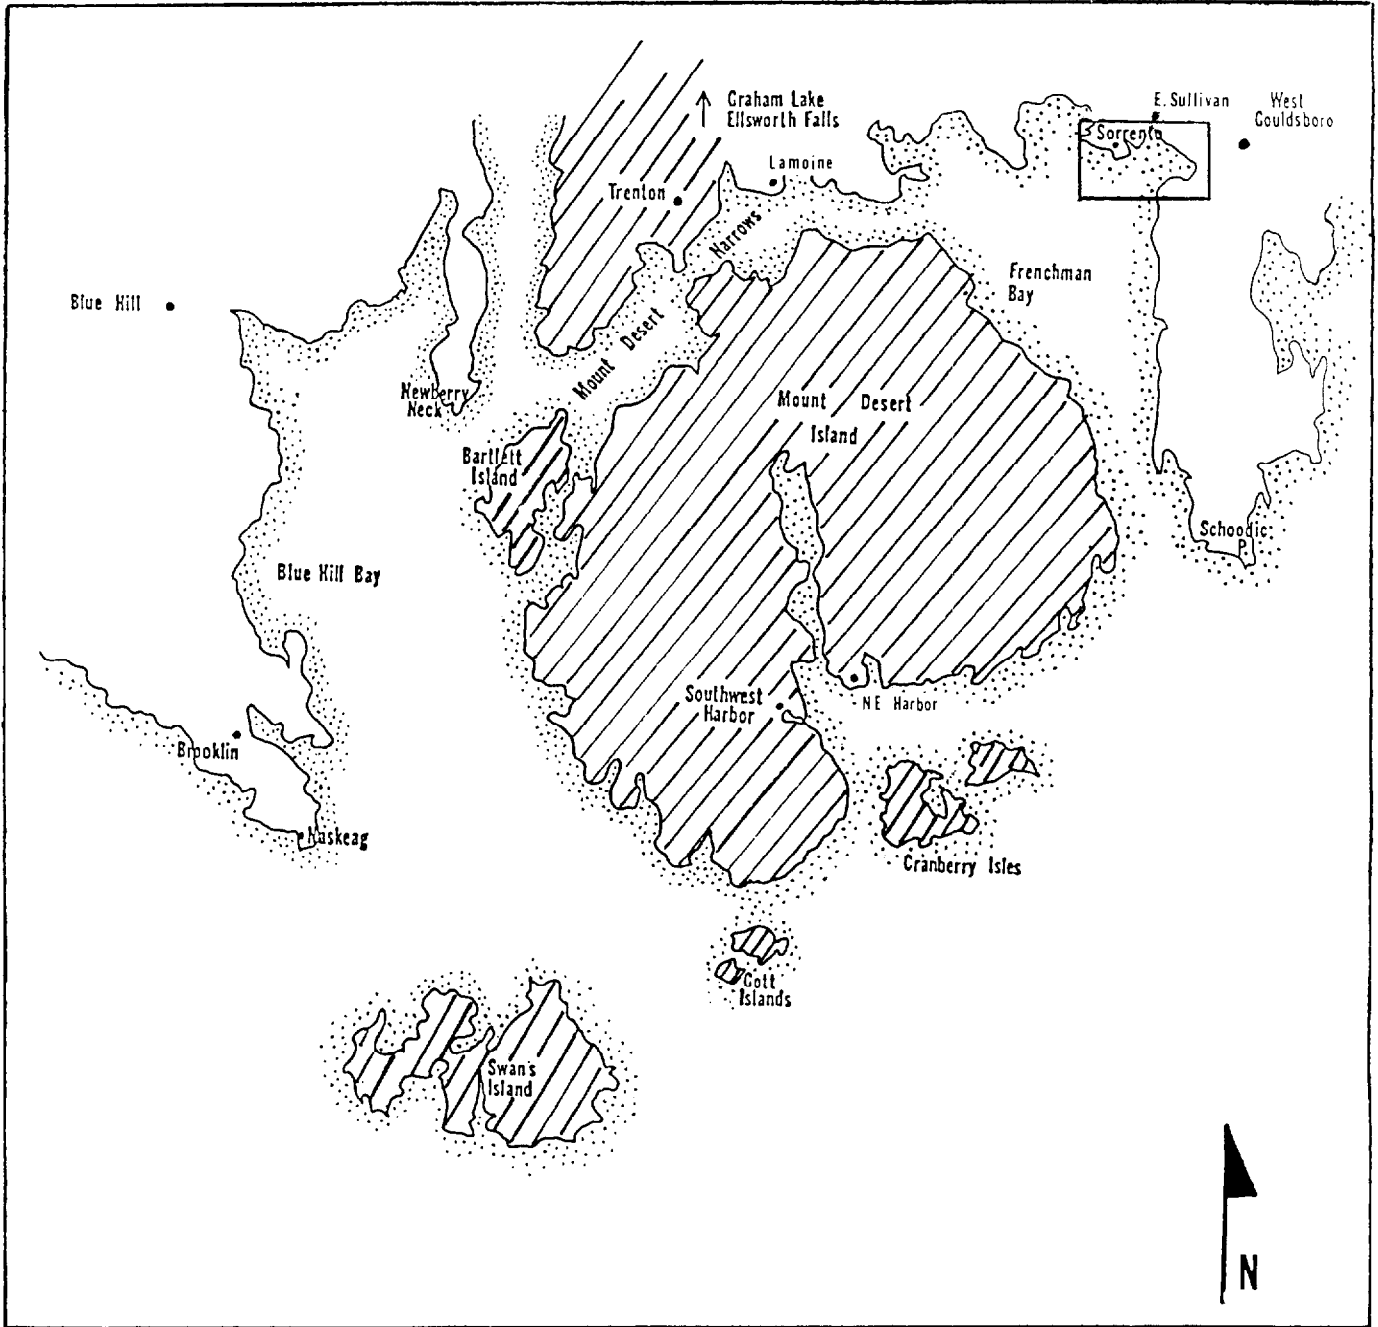 Graham Lake
Ellsworth Falls
E. Sullivan
West
Gouldsboro
Sorrento
Lamoine
Trenton
Narrows
Frenchman
Bay
Blue Hill
Mount Desert
Newberry
Neck
Mount Desert
Island
Bartlett
Island
Schoodic
P.
Blue Hill Bay
Southwest
Harbor
NE Harbor
Brooklin
Naskeag
Cranberry Isles
Gott
Islands
Swan's
Island
N